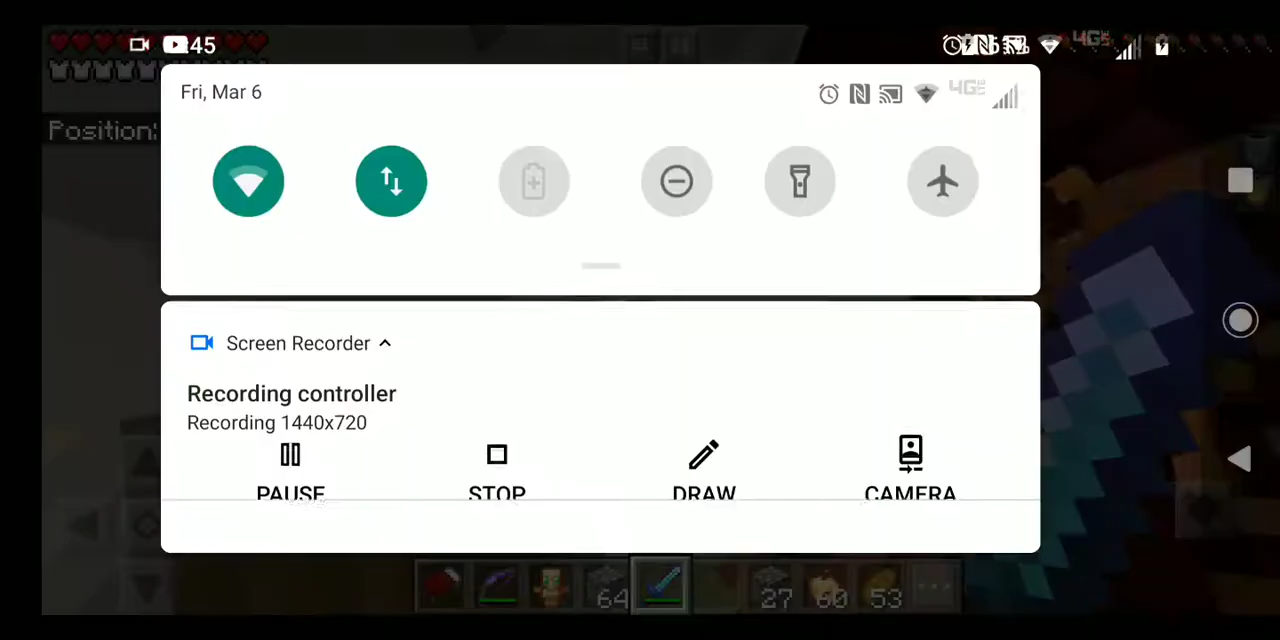 45
4G
Fri, Mar 6
4G
Position:
Screen Recorder
Recording controller
Recording 1440x720
PAUSE
STOP
DRAW
CAMERA
64
27
60
53